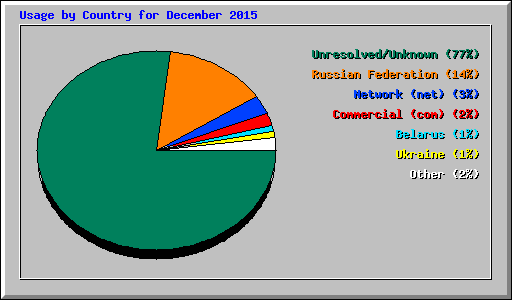 Usage by Country for December 2015
Unresolved/Unknown (77%)
Russian Federation (14%)
Network (net) (3%)
Commercial (com) (2%)
Belarus (1%)
Ukraine (1%)
Other (2%)